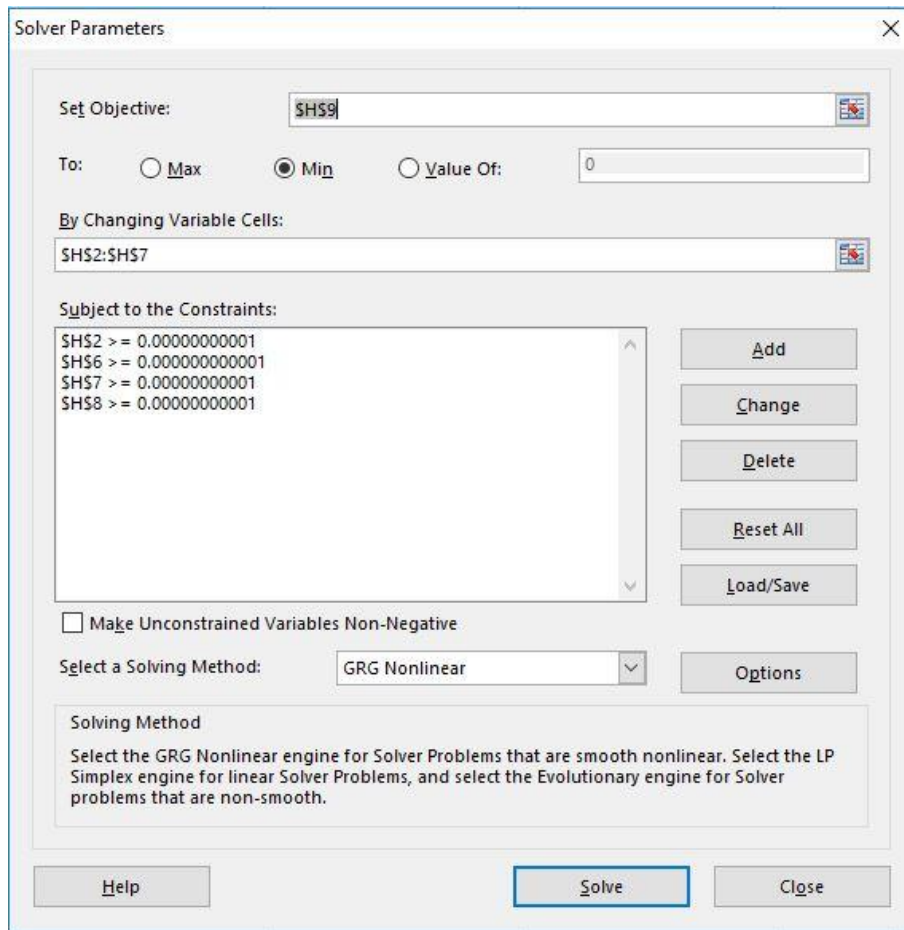 Solver Parameters
Set Objective:
$H$9
To:
Max
Min
Value Of:
0
By Changing Variable Cells:
$H$2:$H$7
Subject to the Constraints:
$H$2 >= 0.00000000001
$H$6 >= 0.000000000001
$H$7 >= 0.00000000001
$H$8 >= 0.00000000001
Add
Change
Delete
Reset All
Load/Save
Make Unconstrained Variables Non-Negative
Select a Solving Method:
GRG Nonlinear
Options
Solving Method
Select the GRG Nonlinear engine for Solver Problems that are smooth nonlinear. Select the LP
Simplex engine for linear Solver Problems, and select the Evolutionary engine for Solver
problems that are non-smooth.
Help
Solve
Close